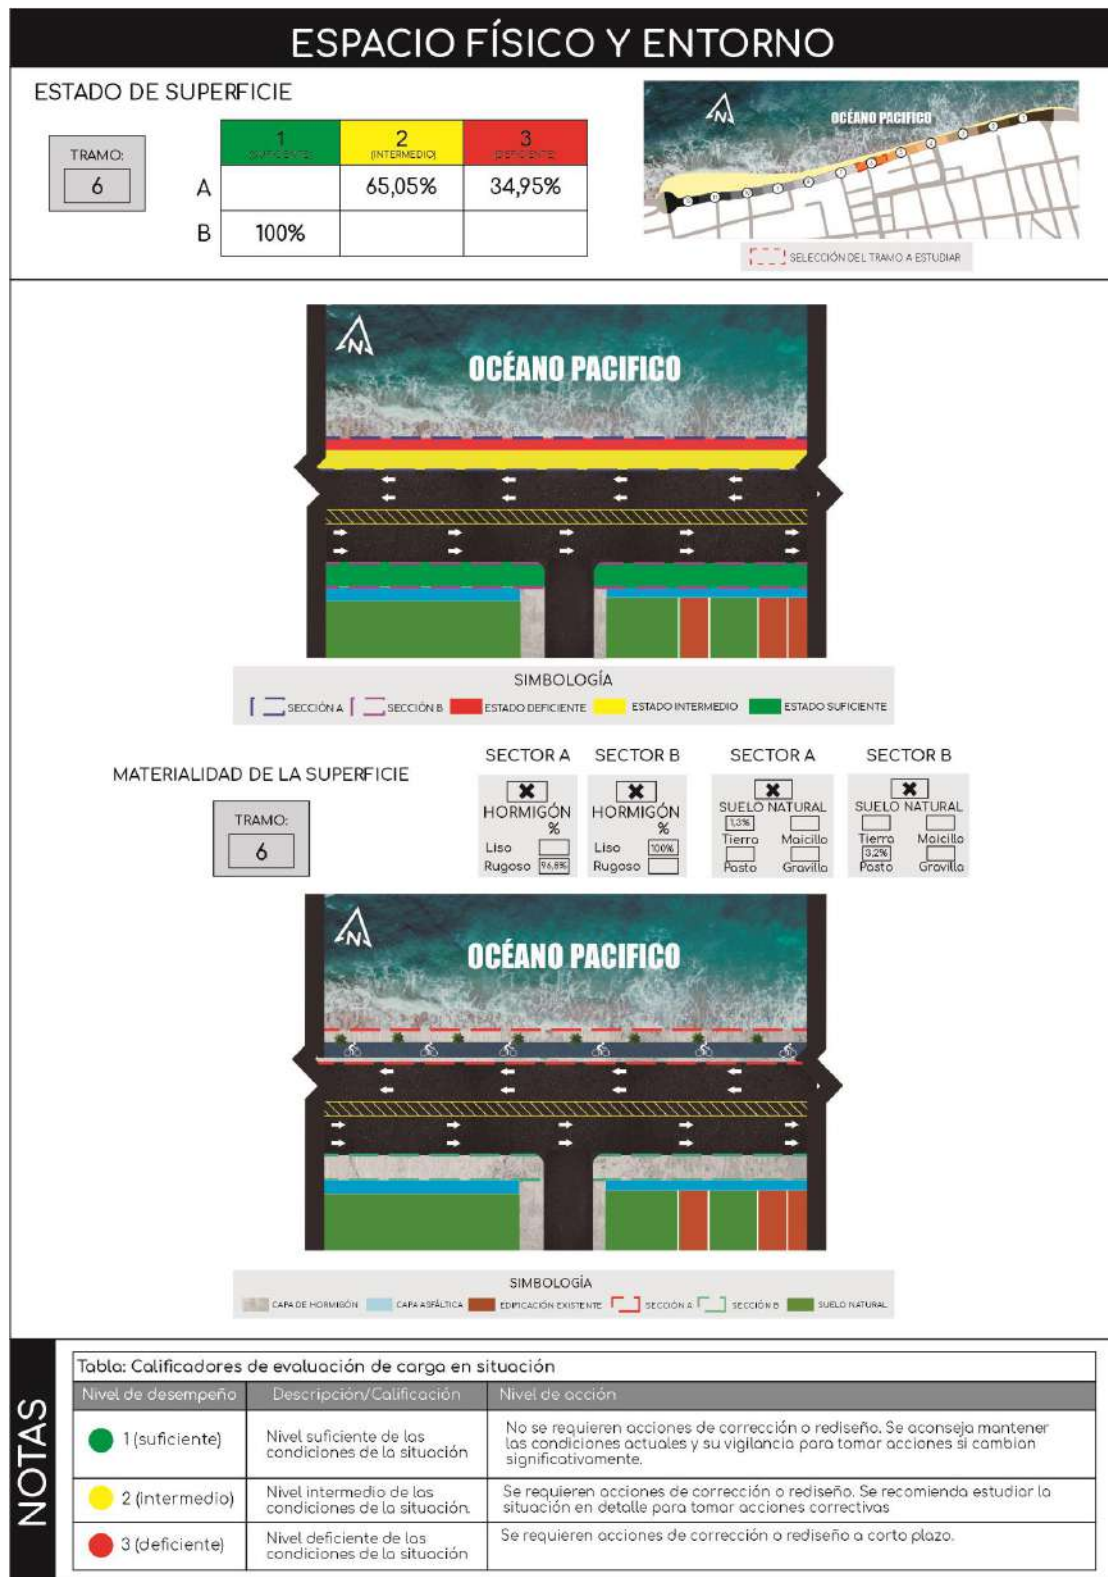 ESPACIO FÍSICO Y ENTORNO
ESTADO DE SUPERFICIE
TRAMO:
6
1
(SUFICIENTE)
2
(INTERMEDIO)
3
(DEFICIENTE)
A
65,05%
34,95%
B
100%
N
OCÉANO PACIFICO
SELECCIÓN DEL TRAMO A ESTUDIAR
N
OCÉANO PACIFICO
SIMBOLOGÍA
SECCIÓN A
SECCIÓN B
ESTADO DEFICIENTE
ESTADO INTERMEDIO
ESTADO SUFICIENTE
MATERIALIDAD DE LA SUPERFICIE
TRAMO:
6
SECTOR A
HORMIGÓN
%
Liso
Rugoso 96,8%
SECTOR B
HORMIGÓN
%
Liso 100%
Rugoso
SECTOR A
SUELO NATURAL
1,3%
Tierra Maicillo
Pasto Gravilla
SECTOR B
SUELO NATURAL
Tierra Maicillo
3,2%
Pasto Gravilla
N
OCÉANO PACIFICO
SIMBOLOGÍA
CAPA DE HORMIGÓN
CAPA ASFÁLTICA
EDIFICACIÓN EXISTENTE
SECCIÓN A
SECCIÓN B
SUELO NATURAL
NOTAS
Tabla: Calificadores de evaluación de carga en situación
Nivel de desempeño
Descripción/Calificación
Nivel de acción
1 (suficiente)
Nivel suficiente de las
condiciones de la situación
No se requieren acciones de corrección o rediseño. Se aconseja mantener
las condiciones actuales y su vigilancia para tomar acciones si cambian
significativamente.
2 (intermedio)
Nivel intermedio de las
condiciones de la situación.
Se requieren acciones de corrección o rediseño. Se recomienda estudiar la
situación en detalle para tomar acciones correctivas
3 (deficiente)
Nivel deficiente de las
condiciones de la situación
Se requieren acciones de corrección o rediseño a corto plazo.